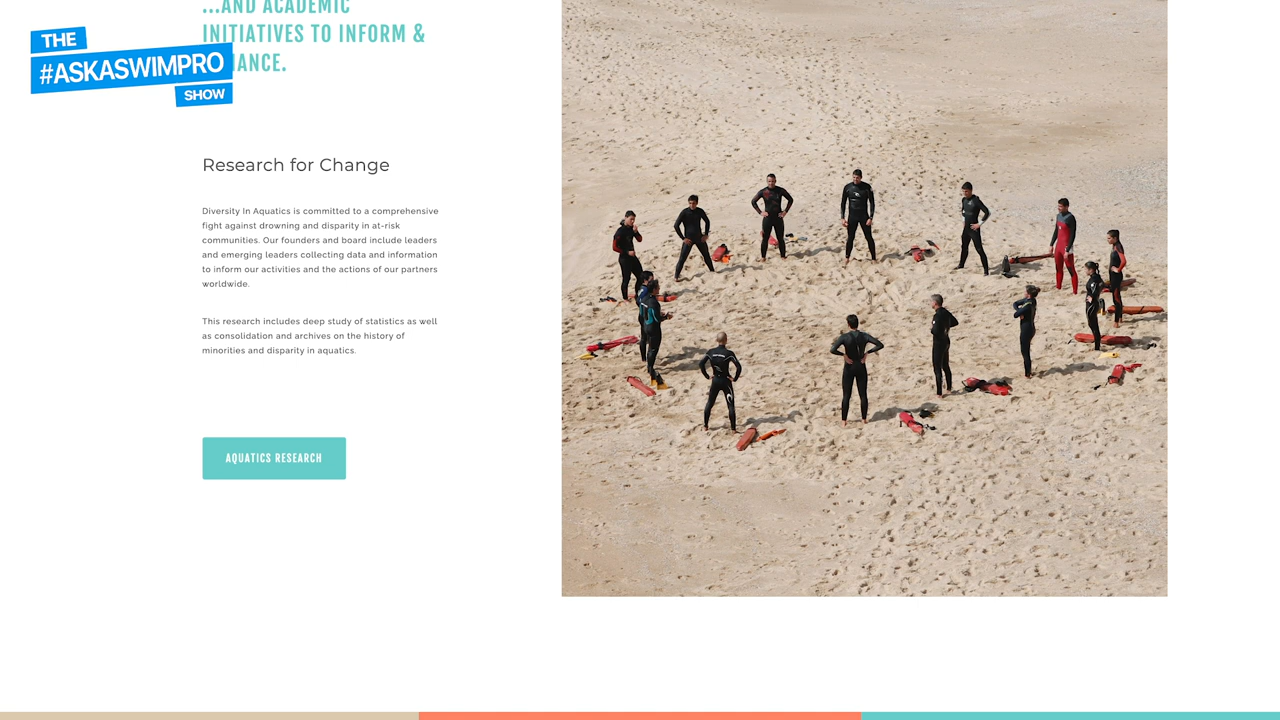 ...AND ACADEMIC
INITIATIVES TO INFORM &
THE
#ASKASWIMPRO
SHOW
Research for Change
Diversity In Aquatics is committed to a comprehensive
fight against drowning and disparity in at-risk
communities. Our founders and board include leaders
and emerging leaders collecting data and information
to inform our activities and the actions of our partners
worldwide.
This research includes deep study of statistics as well
as consolidation and archives on the history of
minorities and disparity in aquatics.
AQUATICS RESEARCH